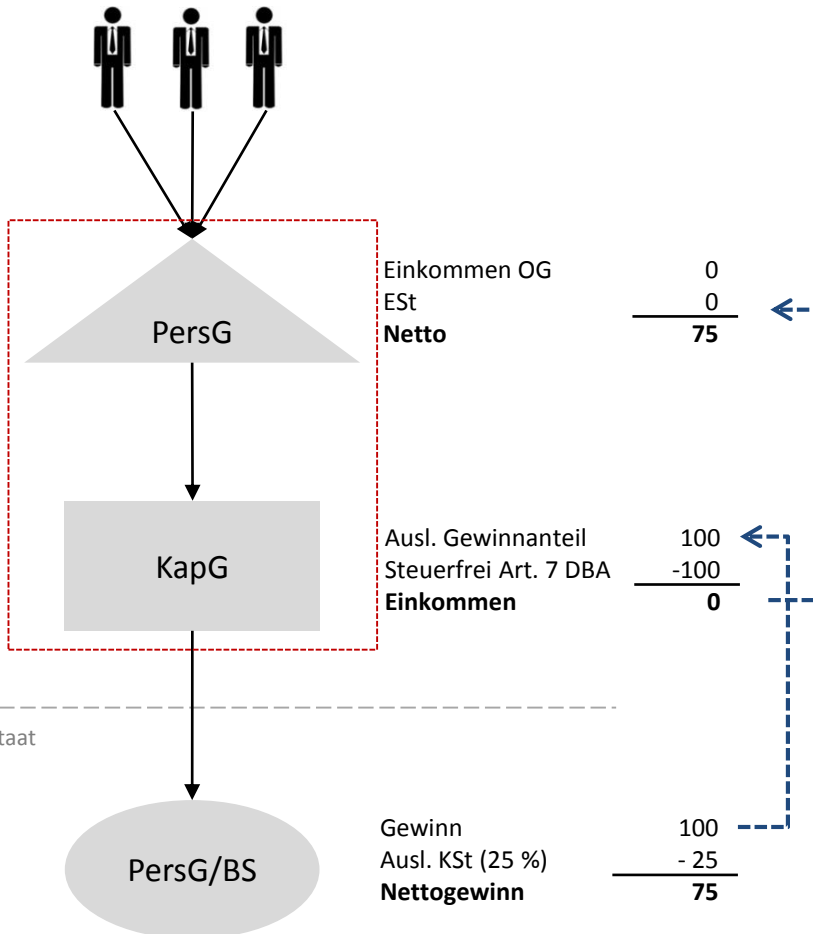 Einkommen OG 0
ESt 0
Netto 75
PersG
Ausl. Gewinnanteil 100
Steuerfrei Art. 7 DBA -100
Einkommen 0
KapG
taat
Gewinn 100
Ausl. KSt (25 %) - 25
Nettogewinn 75
PersG/BS